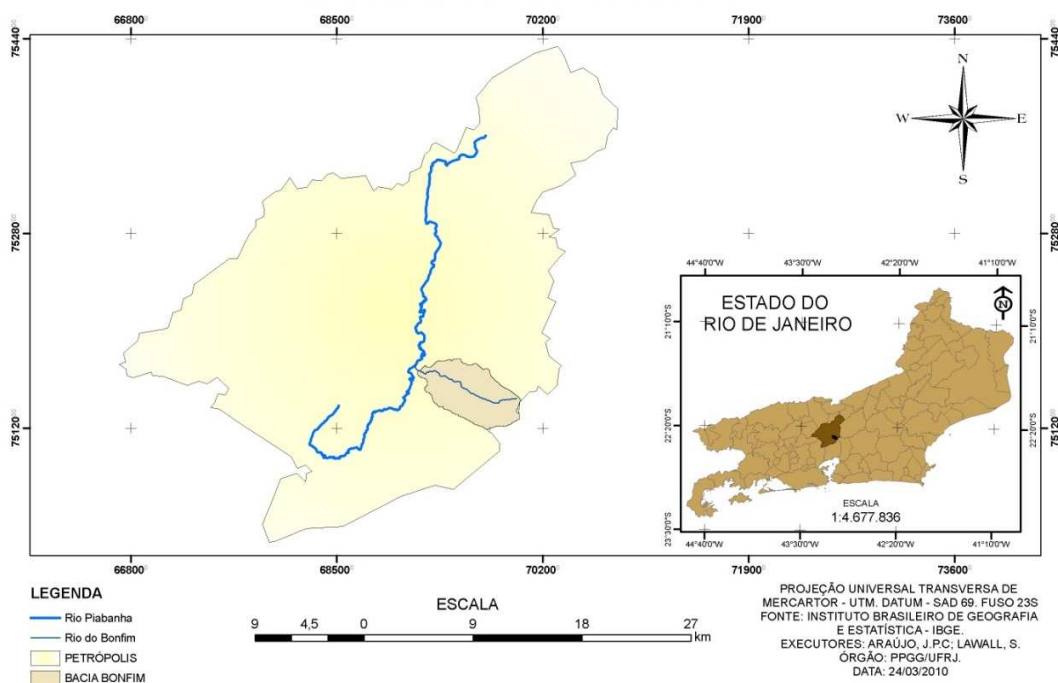 66800 68500 70200 71900 73600
75440 75440
N
W E
S
75280 75280
44°40'0"W 43°30'0"W 42°20'0"W 41°10'0"W
ESTADO DO
RIO DE JANEIRO
N
21°10'0"S 21°10'0"S
22°20'0"S 22°20'0"S
75120 75120
ESCALA
1:4.677.836
23°30'0"S 23°30'0"S
44°40'0"W 43°30'0"W 42°20'0"W 41°10'0"W
66800 68500 70200 71900 73600
LEGENDA
Rio Piabanha
Rio do Bonfim
PETRÓPOLIS
BACIA BONFIM
ESCALA
9 4,5 0 9 18 27
km
PROJEÇÃO UNIVERSAL TRANSVERSA DE
MERCARTOR - UTM. DATUM - SAD 69. FUSO 23S
FONTE: INSTITUTO BRASILEIRO DE GEOGRAFIA
E ESTATÍSTICA - IBGE.
EXECUTORES: ARAÚJO, J.P.C; LAWALL, S.
ÓRGÃO: PPGG/UFRJ.
DATA: 24/03/2010